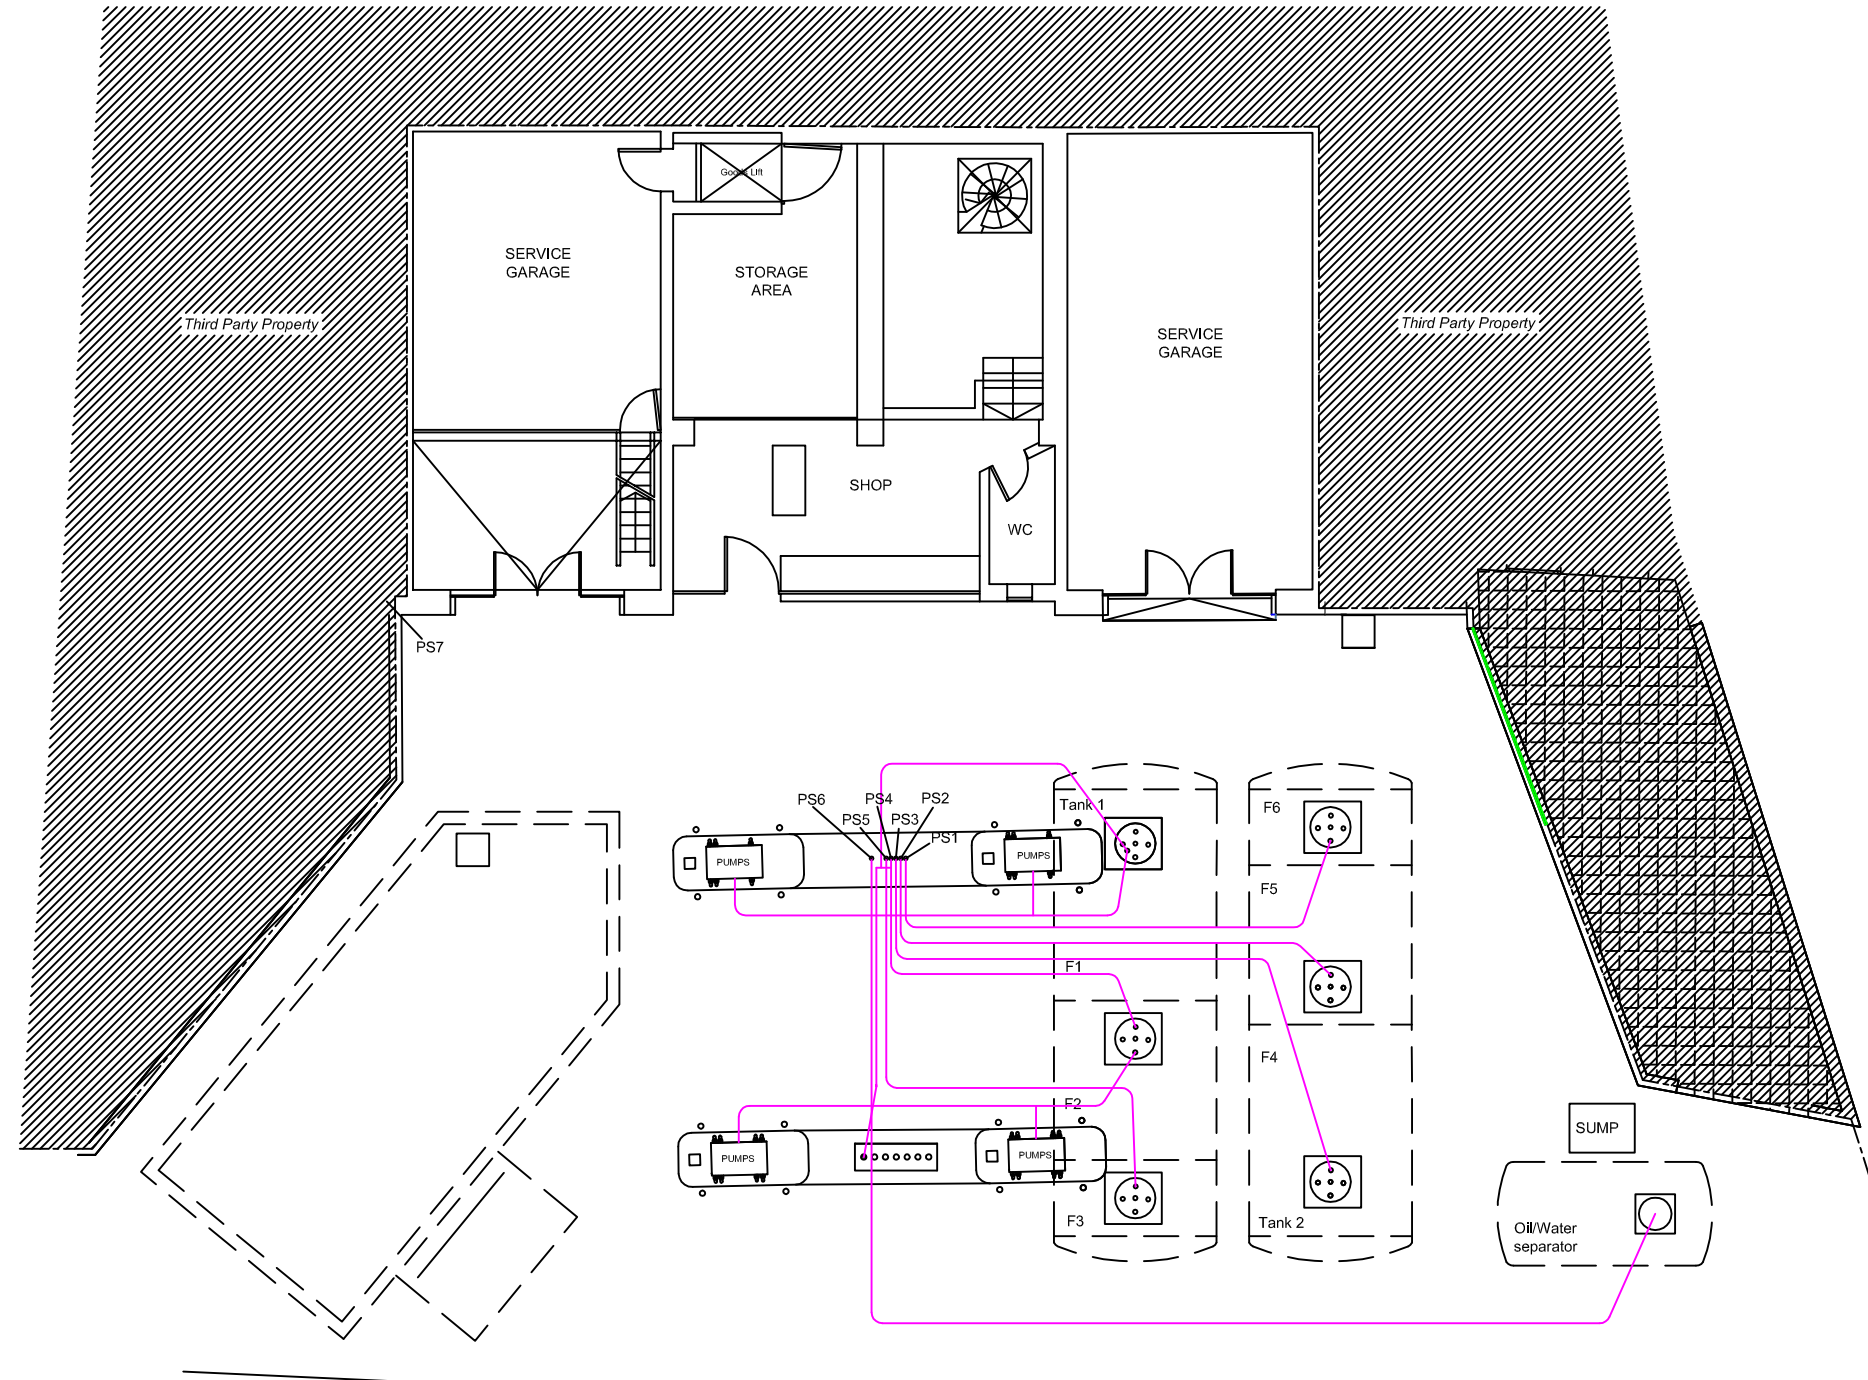 Goods Lift
SERVICE
GARAGE
STORAGE
AREA
Third Party Property
Third Party Property
SERVICE
GARAGE
SHOP
WC
PS7
PS6
PS4
PS2
PS5
PS3
PS1
Tank 1
F6
PUMPS
PUMPS
F5
F1
F4
F2
SUMP
PUMPS
PUMPS
F3
Tank 2
Oil/Water
separator